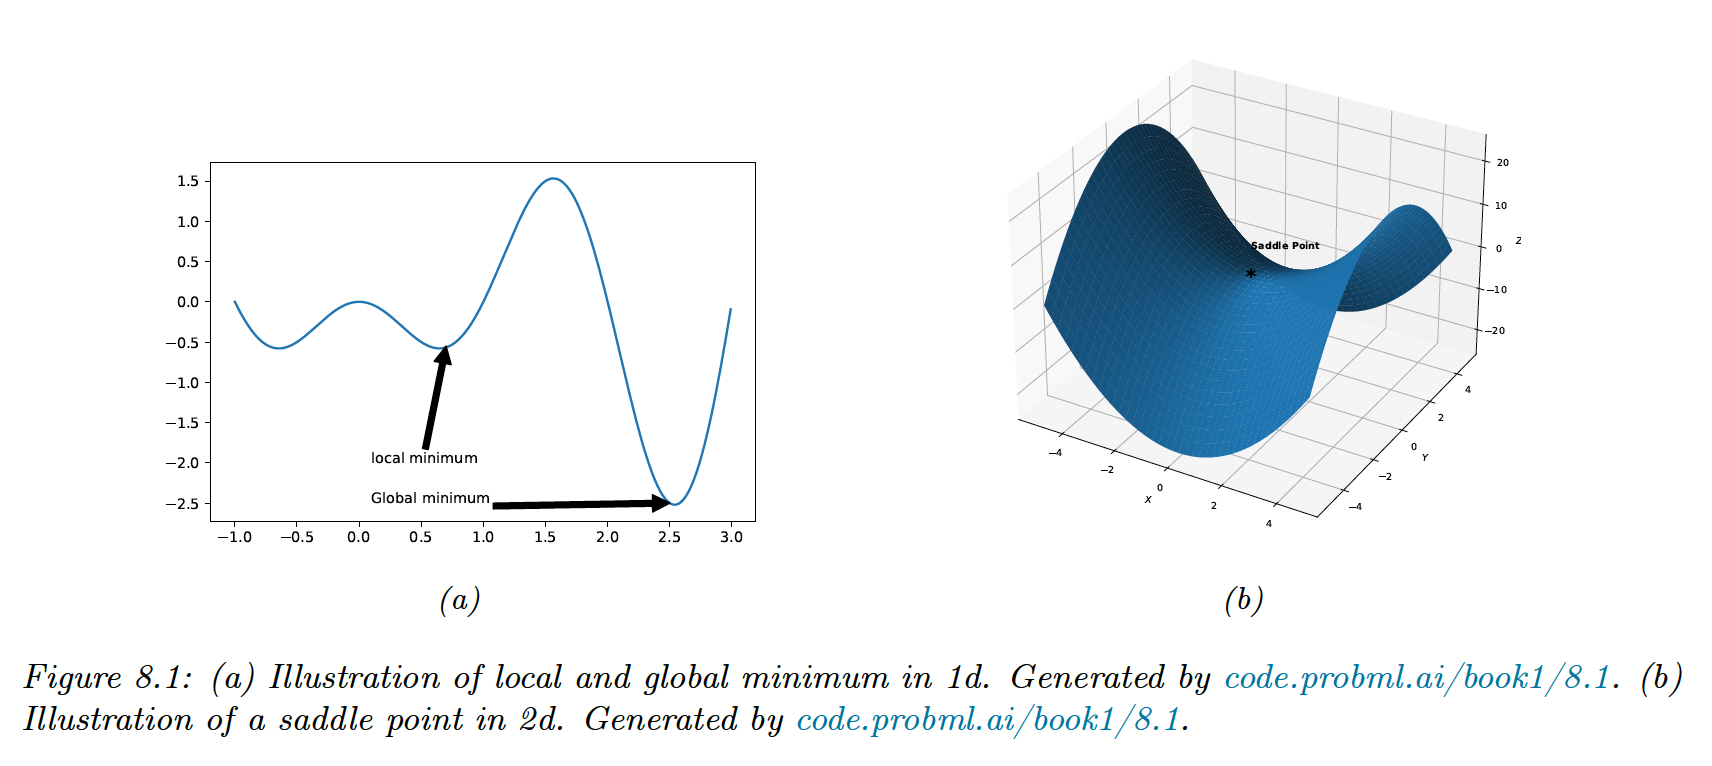 1.5
1.0
0.5
0.0
−0.5
−1.0
−1.5
−2.0
−2.5
local minimum
Global minimum
−1.0 −0.5 0.0 0.5 1.0 1.5 2.0 2.5 3.0
(a)
Saddle Point
*
20
10
0
−10
−20
Z
4
2
0
−2
−4
Y
−4
−2
0
2
4
X
(b)
Figure 8.1: (a) Illustration of local and global minimum in 1d. Generated by code.probml.ai/book1/8.1. (b)
Illustration of a saddle point in 2d. Generated by code.probml.ai/book1/8.1.